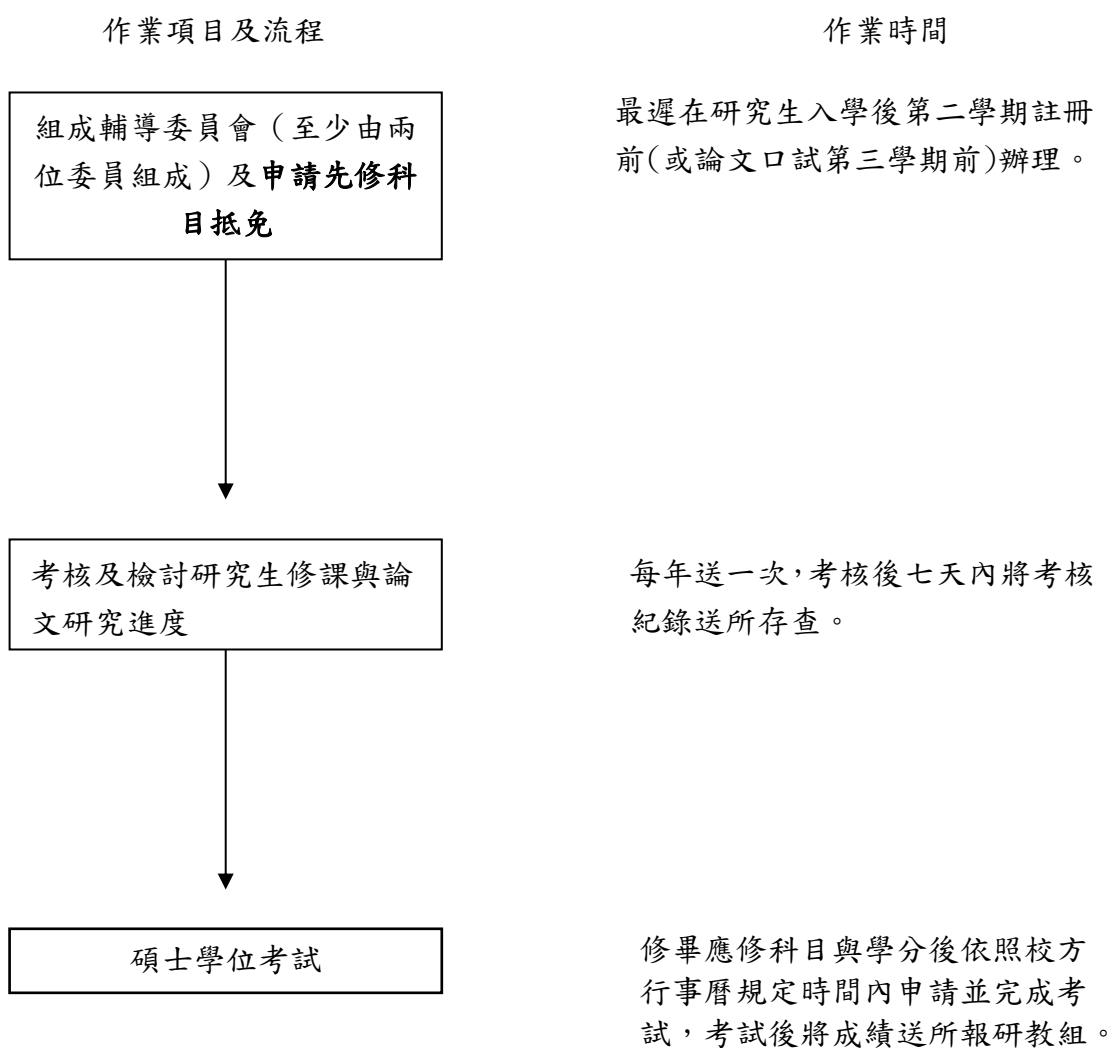 作業項目及流程
作業時間
組成輔導委員會（至少由兩
位委員組成）及申請先修科
目抵免
最遲在研究生入學後第二學期註冊
前(或論文口試第三學期前)辦理。
考核及檢討研究生修課與論
文研究進度
每年送一次，考核後七天內將考核
紀錄送所存查。
碩士學位考試
修畢應修科目與學分後依照校方
行事曆規定時間內申請並完成考
試，考試後將成績送所報研教組。